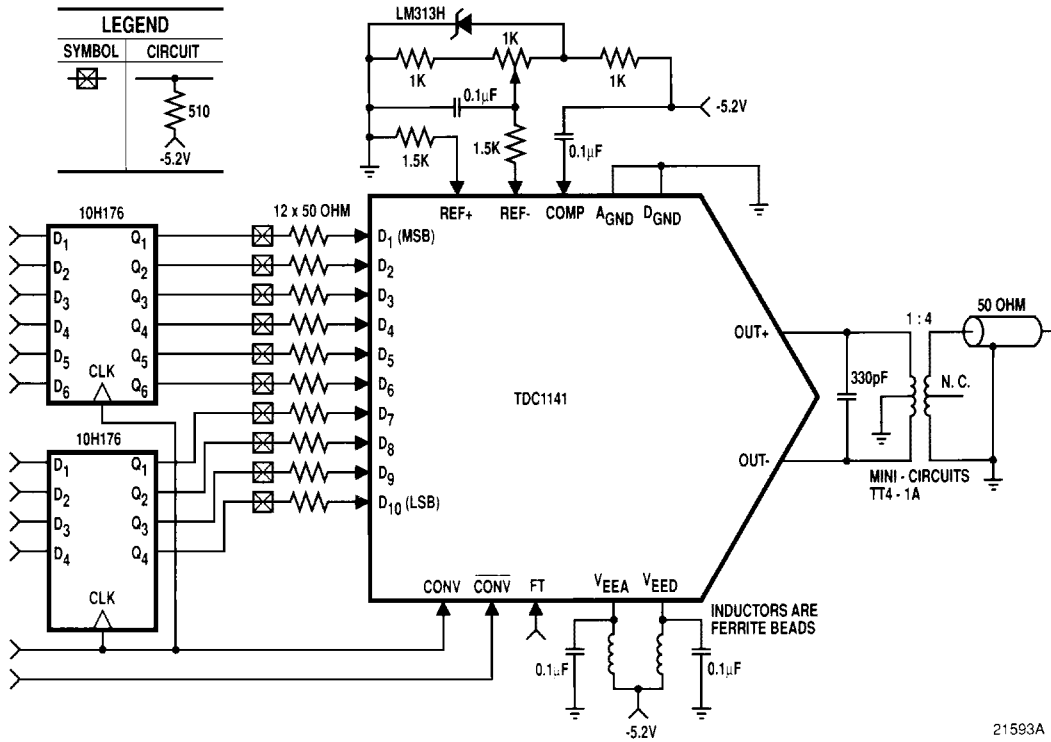 LEGEND
SYMBOL CIRCUIT
510
-5.2V
LM313H
1K
1K
1K
0.1µF
-5.2V
1.5K
1.5K
0.1µF
REF+ REF- COMP AGND DGND
10H176
12 x 50 OHM
D1 Q1
D2 Q2
D3 Q3
D4 Q4
D5 Q5
D6 Q6
CLK
D1 (MSB)
D2
D3
D4
D5
D6
D7
D8
D9
D10 (LSB)
TDC1141
OUT+
OUT-
330pF
1 : 4
50 OHM
N. C.
MINI - CIRCUITS
TT4 - 1A
10H176
D1 Q1
D2 Q2
D3 Q3
D4 Q4
CLK
CONV CONV FT VEEA VEED
INDUCTORS ARE
FERRITE BEADS
0.1µF
0.1µF
-5.2V
21593A